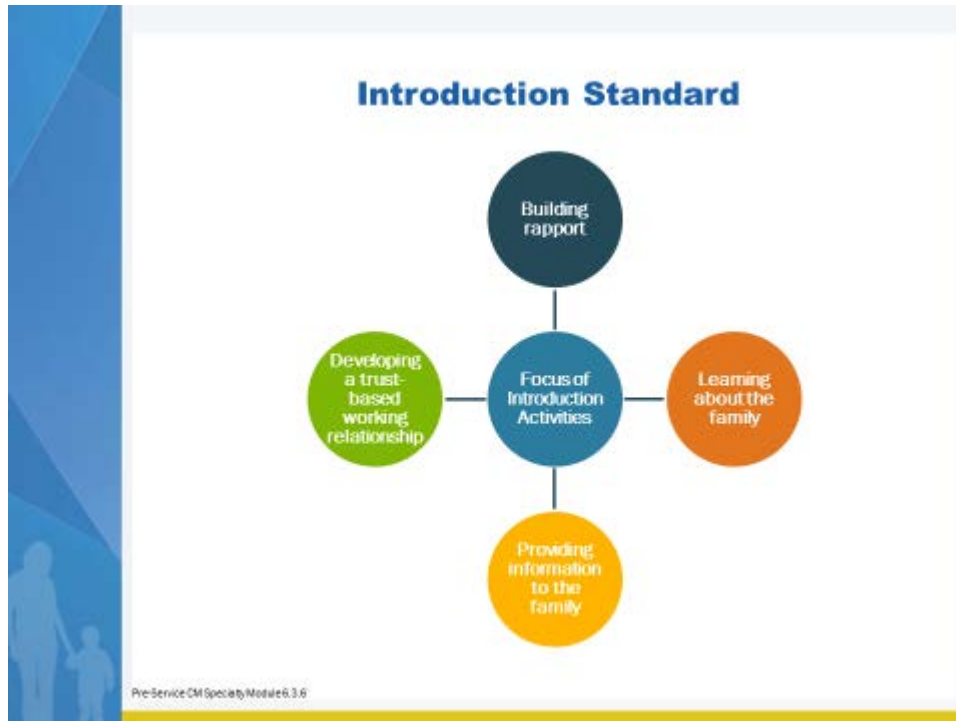 Introduction Standard
Building
rapport
Developing
a trust-
based
working
relationship
Focus of
Introduction
Activities
Learning
about the
family
Providing
information
to the
family
Pre-Service CM Specialty Module 6.3.6